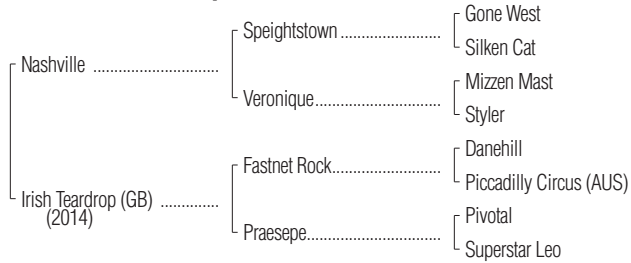 Gone West
Speightstown ....................
Silken Cat
Nashville .........................
Mizzen Mast
Veronique.........................
Styler
Danehill
Fastnet Rock.....................
Piccadilly Circus (AUS)
Irish Teardrop (GB) ............
(2014)
Pivotal
Praesepe...........................
Superstar Leo